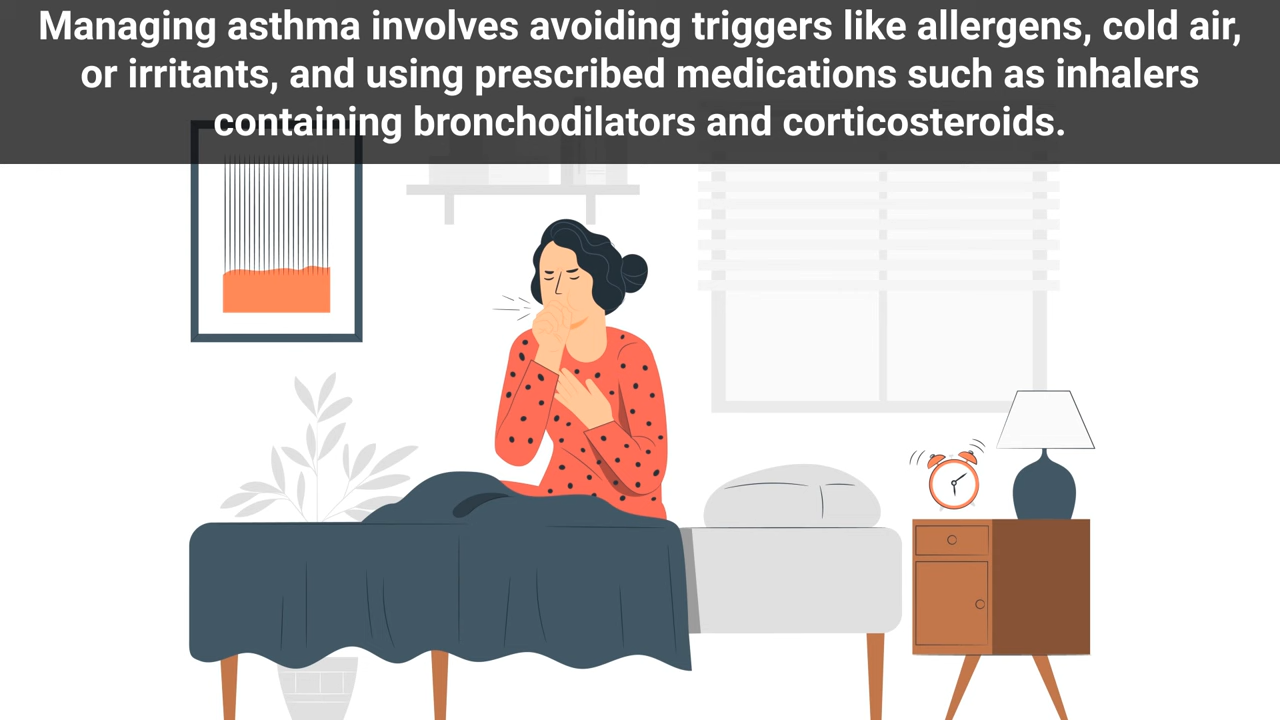 Managing asthma involves avoiding triggers like allergens, cold air,
or irritants, and using prescribed medications such as inhalers
containing bronchodilators and corticosteroids.